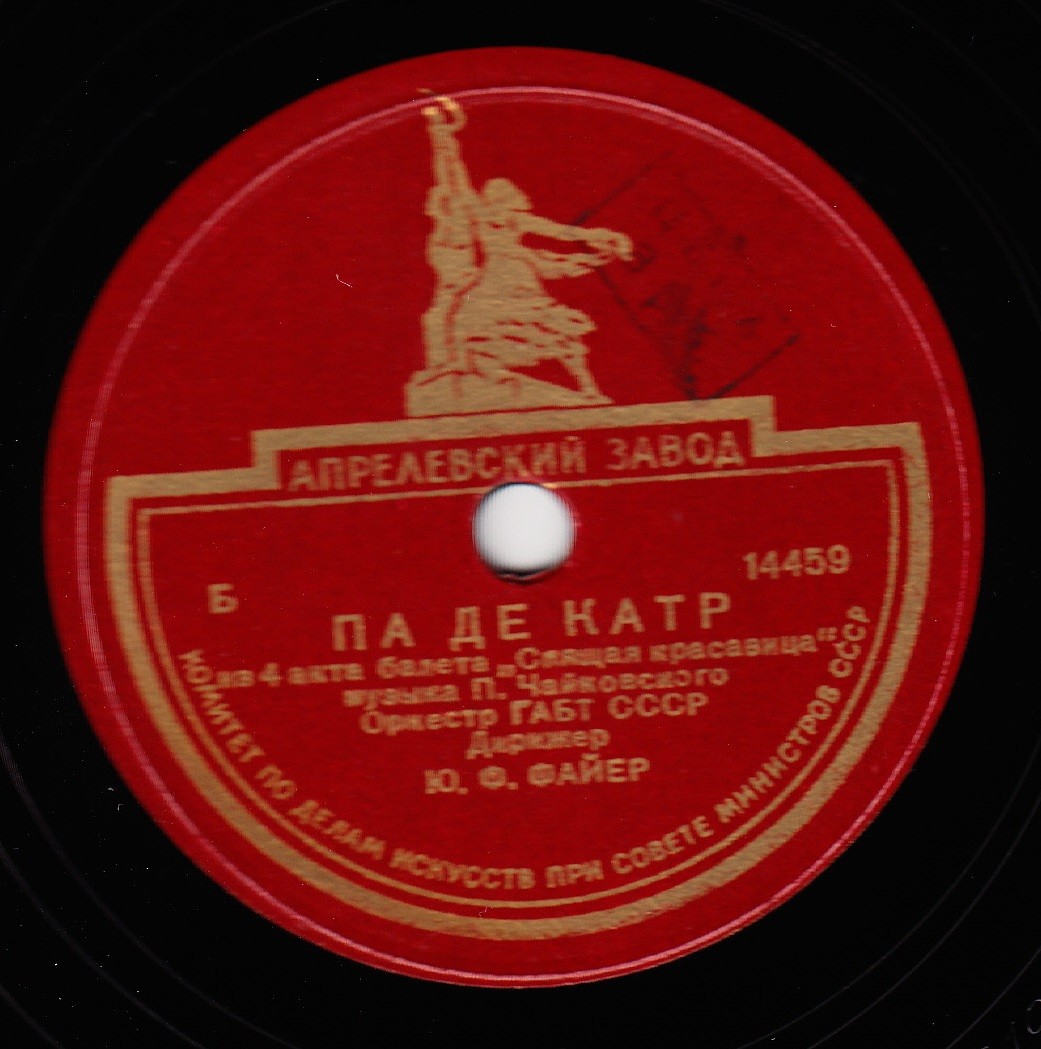 АПРЕЛЕВСКИЙ ЗАВОД
Б 14459
ПА ДЕ КАТР
из 4 акта балета „Спящая красавица"
музыка П. Чайковского
Оркестр ГАБТ СССР
Дирижер
Ю. Ф. ФАЙЕР
КОМИТЕТ ПО ДЕЛАМ ИСКУССТВ ПРИ СОВЕТЕ МИНИСТРОВ СССР